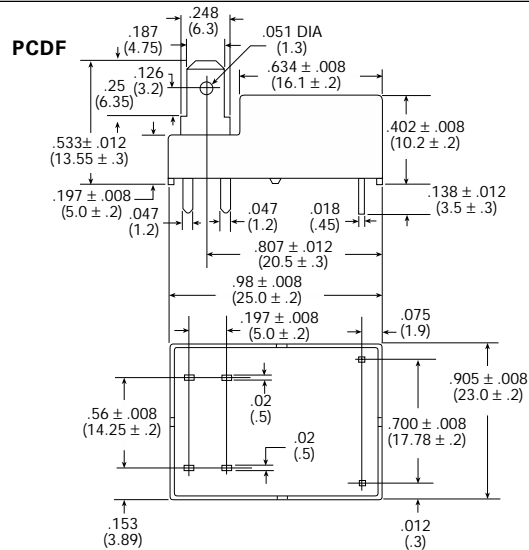 PCDF
.248
(6.3)
.187
(4.75)
.051 DIA
(1.3)
.126
(3.2)
.25
(6.35)
.634 ± .008
(16.1 ± .2)
.533± .012
(13.55 ± .3)
.402 ± .008
(10.2 ± .2)
.197 ± .008
(5.0 ± .2)
.047
(1.2)
.047
(1.2)
.018
(.45)
.138 ± .012
(3.5 ± .3)
.807 ± .012
(20.5 ± .3)
.98 ± .008
(25.0 ± .2)
.197 ± .008
(5.0 ± .2)
.075
(1.9)
.905 ± .008
(23.0 ± .2)
.56 ± .008
(14.25 ± .2)
.02
(.5)
.02
(.5)
.700 ± .008
(17.78 ± .2)
.153
(3.89)
.012
(.3)